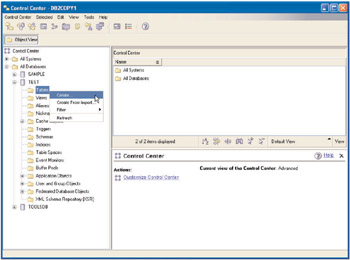 Control Center - DB2COPY1
Control Center Selected Edit View Tools Help
Object View
Control Center
All Systems
All Databases
SAMPLE
TEST
Tables
Views
Aliases
Nickna
Cache
Triggers
Schemas
Indexes
Table Spaces
Event Monitors
Buffer Pools
Application Objects
User and Group Objects
Federated Database Objects
XML Schema Repository (XSR)
TOOLSDB
Create...
Create From Import...
Filter
Refresh
Control Center
Name
All Systems
All Databases
2 of 2 items displayed
Default View
View
Control Center
Help
Actions:
Customize Control Center
Current view of the Control Center: Advanced